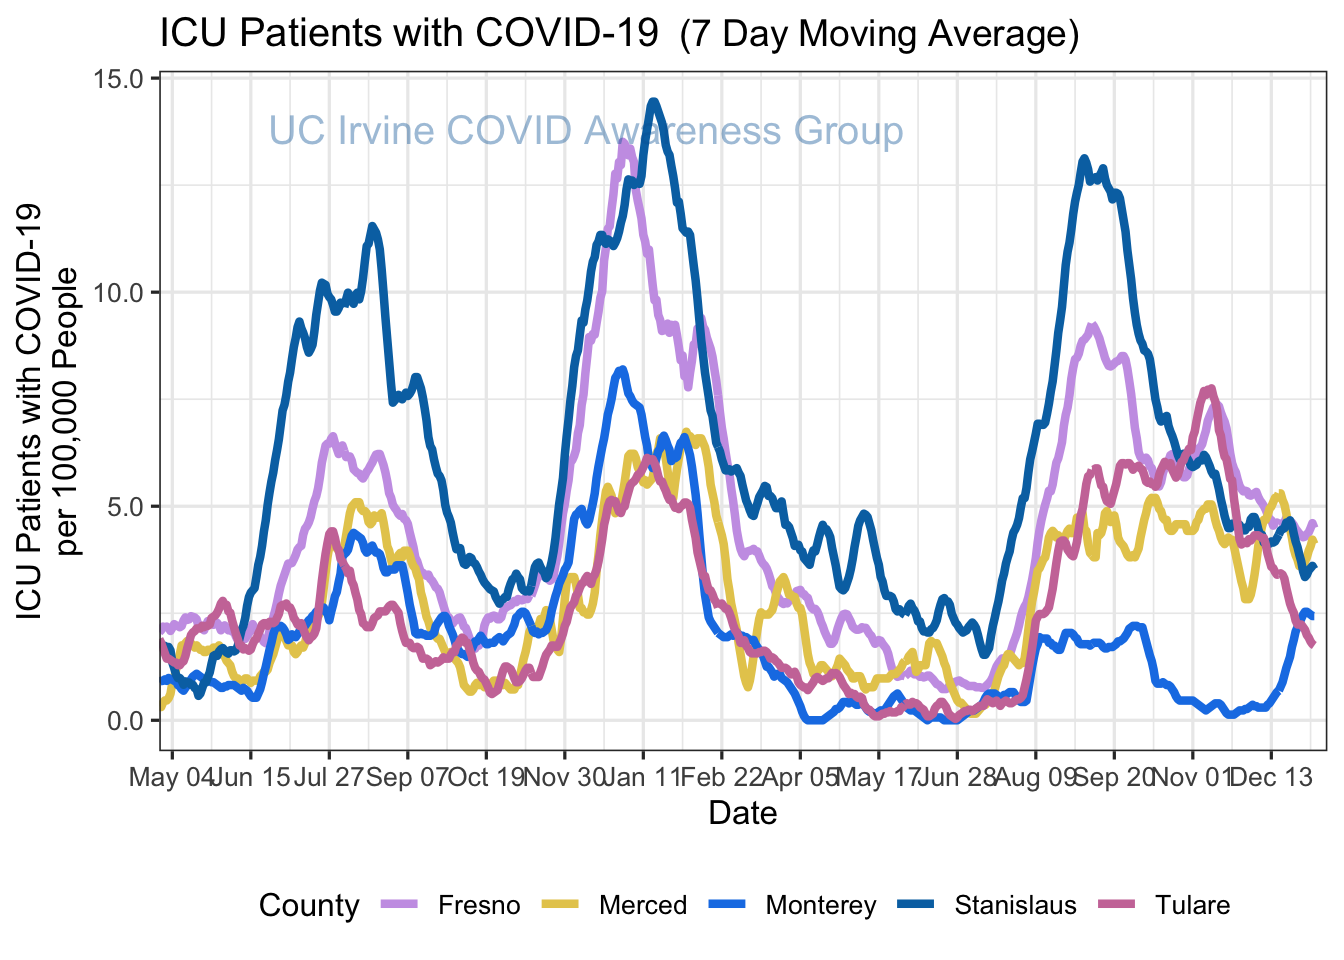 ICU Patients with COVID-19 (7 Day Moving Average)
UC Irvine COVID Awareness Group
ICU Patients with COVID-19
per 100,000 People
15.0
10.0
5.0
0.0
May 04 Jun 15 Jul 27 Sep 07 Oct 19 Nov 30 Jan 11 Feb 22 Apr 05 May 17 Jun 28 Aug 09 Sep 20 Nov 01 Dec 13
Date
County Fresno Merced Monterey Stanislaus Tulare